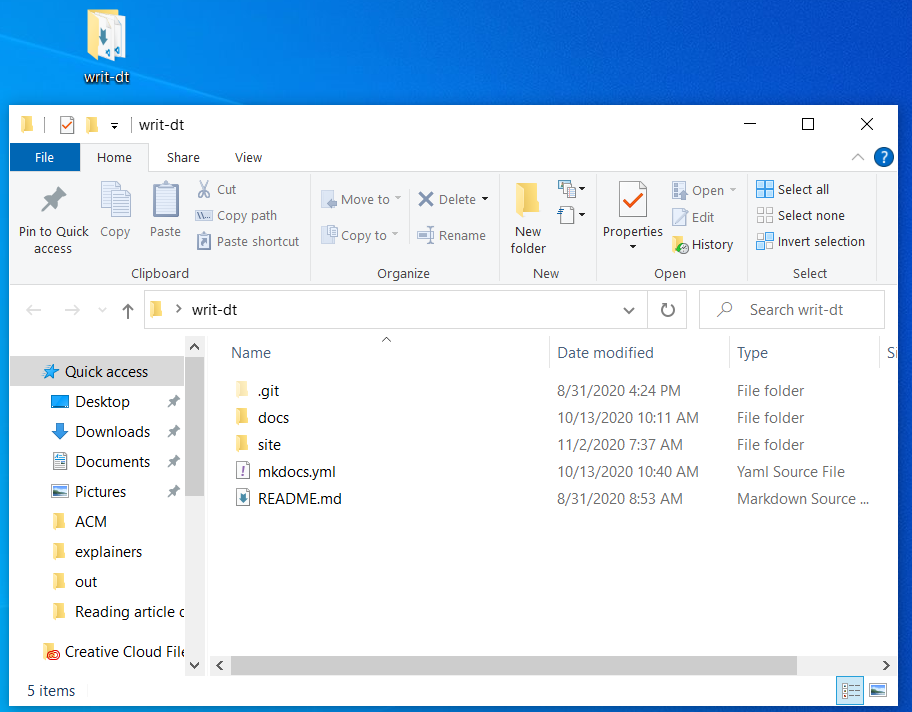 writ-dt
writ-dt
File Home Share View
Pin to Quick access
Copy
Paste
Cut
Copy path
Paste shortcut
Clipboard
Move to
Copy to
Delete
Rename
Organize
New folder
New
Properties
Open
Edit
History
Open
Select all
Select none
Invert selection
Select
writ-dt
Search writ-dt
Name Date modified Type Si
Quick access
Desktop
Downloads
Documents
Pictures
ACM
explainers
out
Reading article c
Creative Cloud File
.git 8/31/2020 4:24 PM File folder
docs 10/13/2020 10:11 AM File folder
site 11/2/2020 7:37 AM File folder
mkdocs.yml 10/13/2020 10:40 AM Yaml Source File
README.md 8/31/2020 8:53 AM Markdown Source ...
5 items